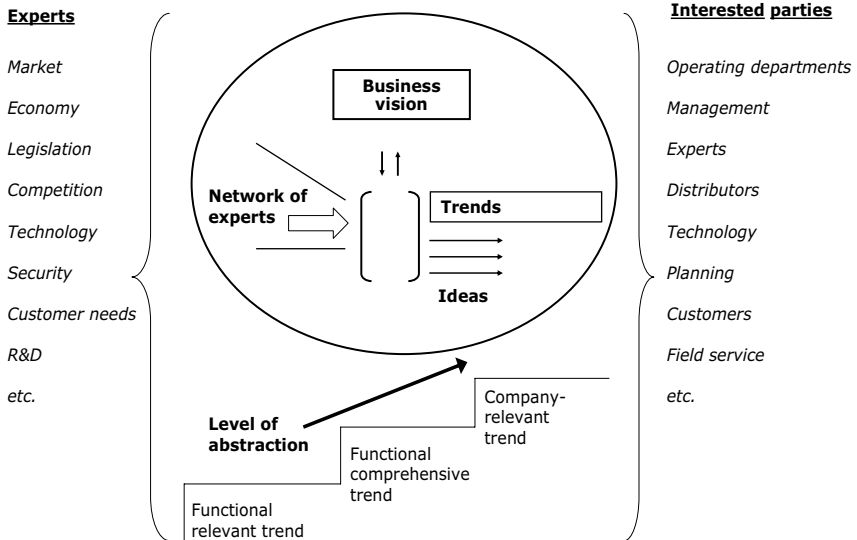 Experts
Market
Economy
Legislation
Competition
Technology
Security
Customer needs
R&D
etc.
Business
vision
Network of
experts
Trends
Ideas
Level of
abstraction
Company-
relevant
trend
Functional
comprehensive
trend
Functional
relevant trend
Interested parties
Operating departments
Management
Experts
Distributors
Technology
Planning
Customers
Field service
etc.